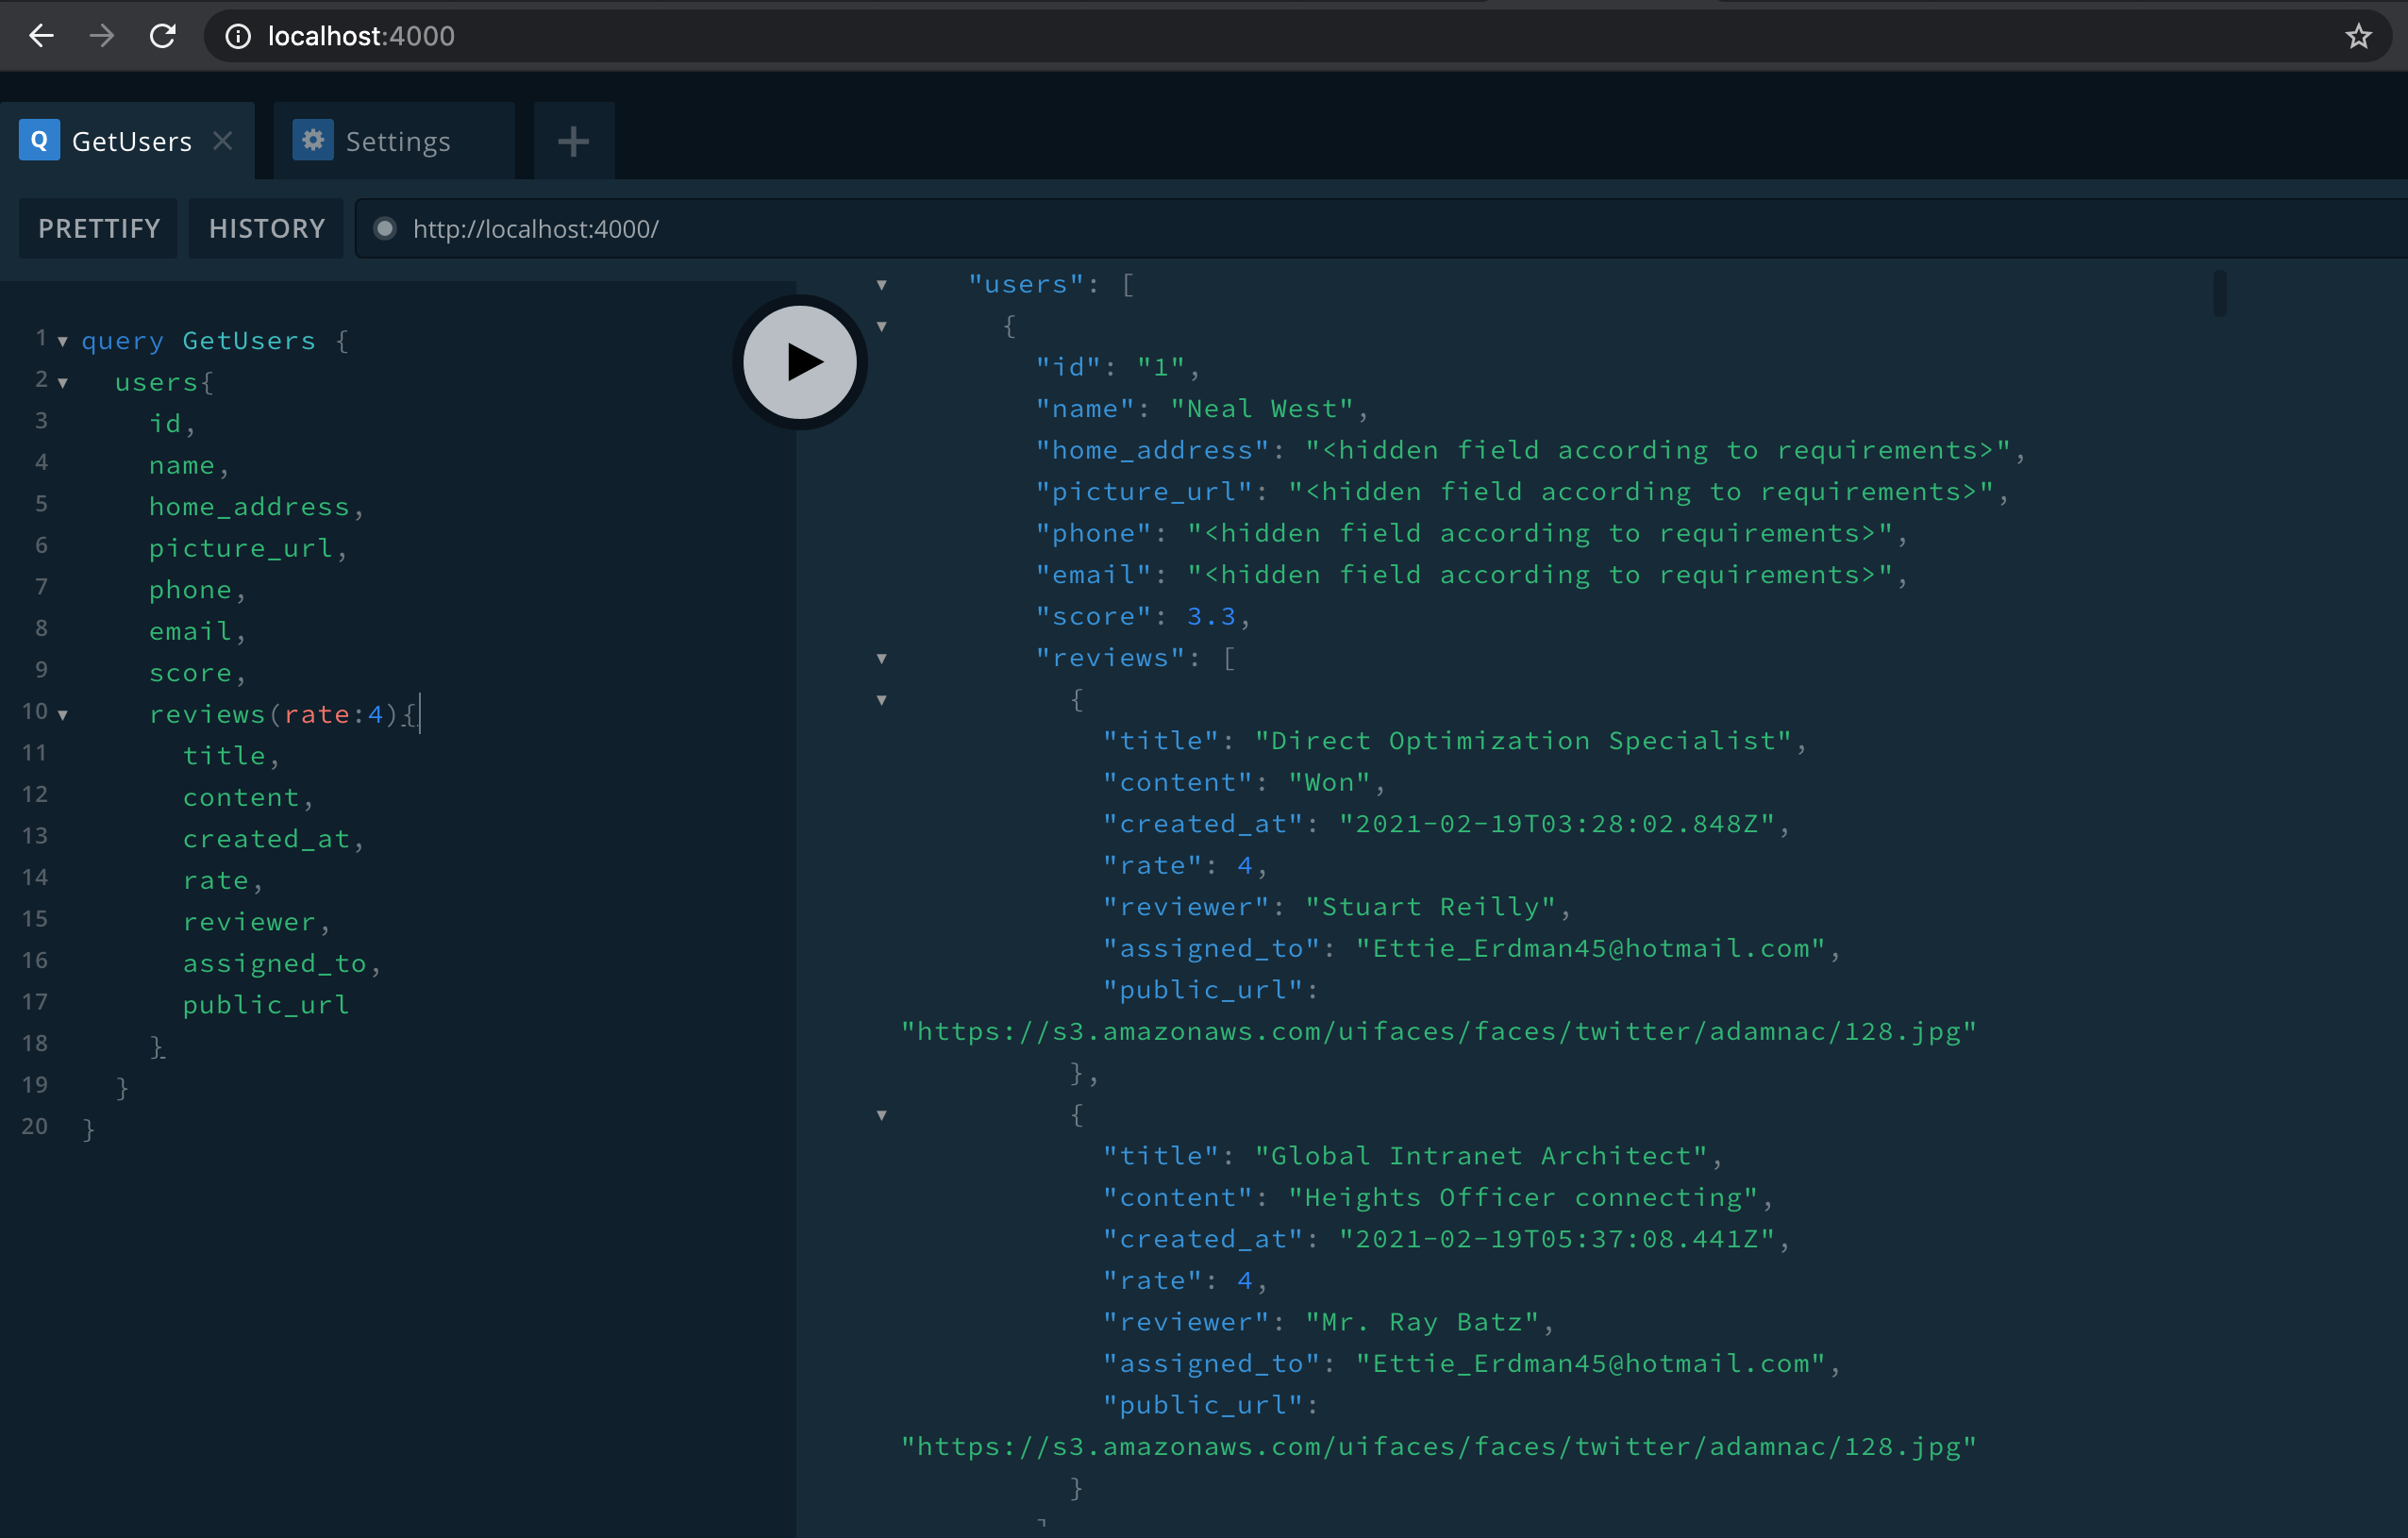 localhost:4000
Q GetUsers
Settings
PRETTIFY HISTORY http://localhost:4000/
1 query GetUsers {
2 users{
3 id,
4 name,
5 home_address,
6 picture_url,
7 phone,
8 email,
9 score,
10 reviews(rate:4){
11 title,
12 content,
13 created_at,
14 rate,
15 reviewer,
16 assigned_to,
17 public_url
18 }
19 }
20 }
"users": [
{
"id": "1",
"name": "Neal West",
"home_address": "<hidden field according to requirements>",
"picture_url": "<hidden field according to requirements>",
"phone": "<hidden field according to requirements>",
"email": "<hidden field according to requirements>",
"score": 3.3,
"reviews": [
{
"title": "Direct Optimization Specialist",
"content": "Won",
"created_at": "2021-02-19T03:28:02.848Z",
"rate": 4,
"reviewer": "Stuart Reilly",
"assigned_to": "Ettie_Erdman45@hotmail.com",
"public_url":
"https://s3.amazonaws.com/uifaces/faces/twitter/adamnac/128.jpg"
},
{
"title": "Global Intranet Architect",
"content": "Heights Officer connecting",
"created_at": "2021-02-19T05:37:08.441Z",
"rate": 4,
"reviewer": "Mr. Ray Batz",
"assigned_to": "Ettie_Erdman45@hotmail.com",
"public_url":
"https://s3.amazonaws.com/uifaces/faces/twitter/adamnac/128.jpg"
}